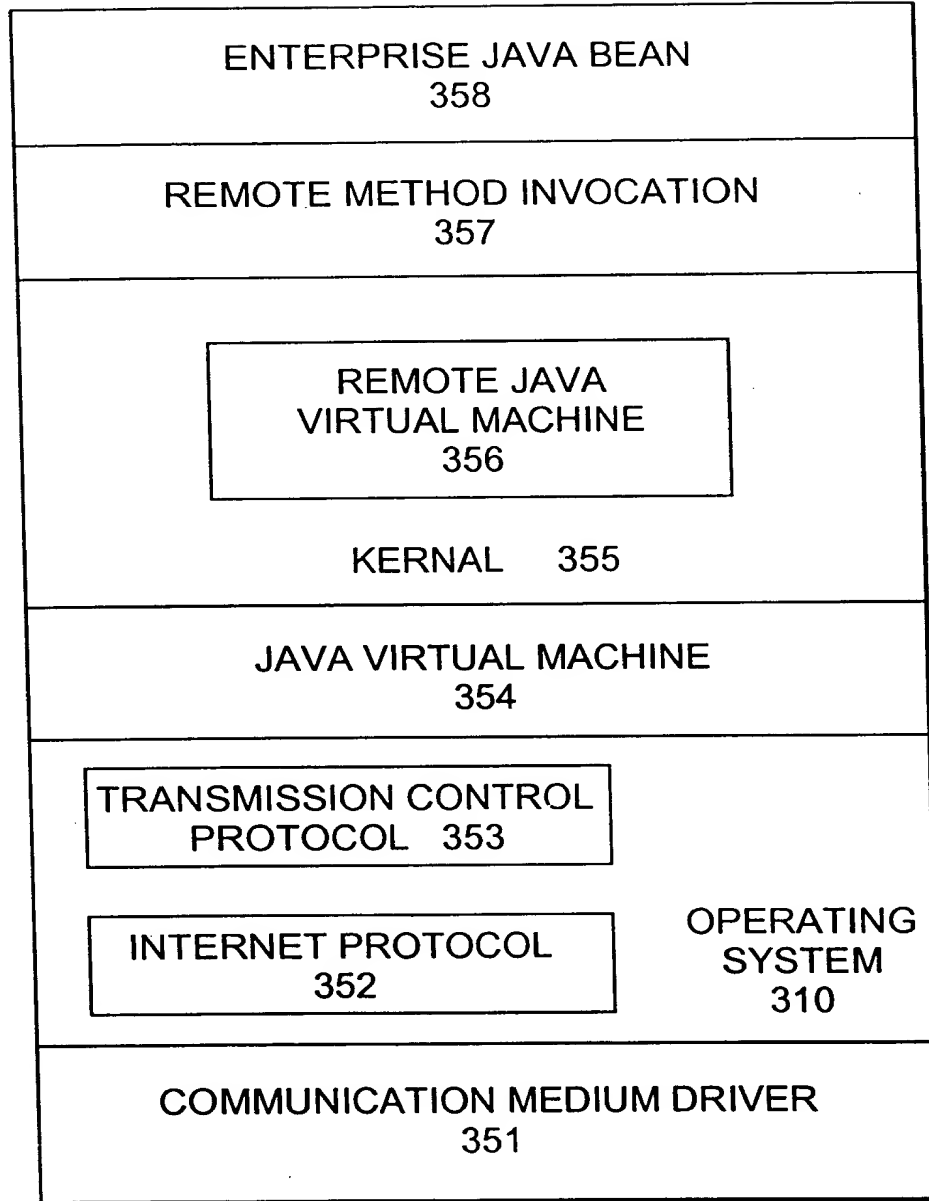 ENTERPRISE JAVA BEAN
358
REMOTE METHOD INVOCATION
357
REMOTE JAVA
VIRTUAL MACHINE
356
KERNAL 355
JAVA VIRTUAL MACHINE
354
TRANSMISSION CONTROL
PROTOCOL 353
INTERNET PROTOCOL
352
OPERATING
SYSTEM
310
COMMUNICATION MEDIUM DRIVER
351